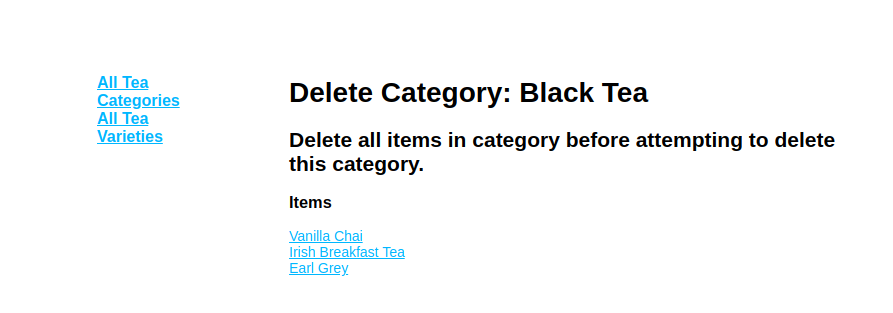 All Tea
Categories
All Tea
Varieties
Delete Category: Black Tea
Delete all items in category before attempting to delete
this category.
Items
Vanilla Chai
Irish Breakfast Tea
Earl Grey